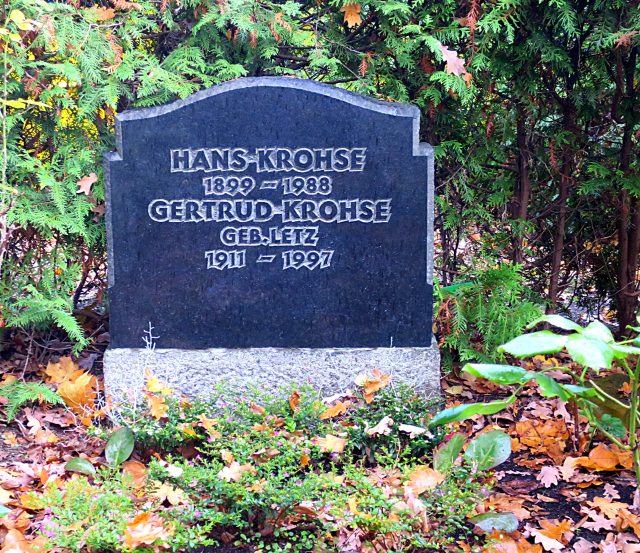 HANS-KROHSE
1899 – 1988
GERTRUD-KROHSE
GEB.LETZ
1911 – 1997